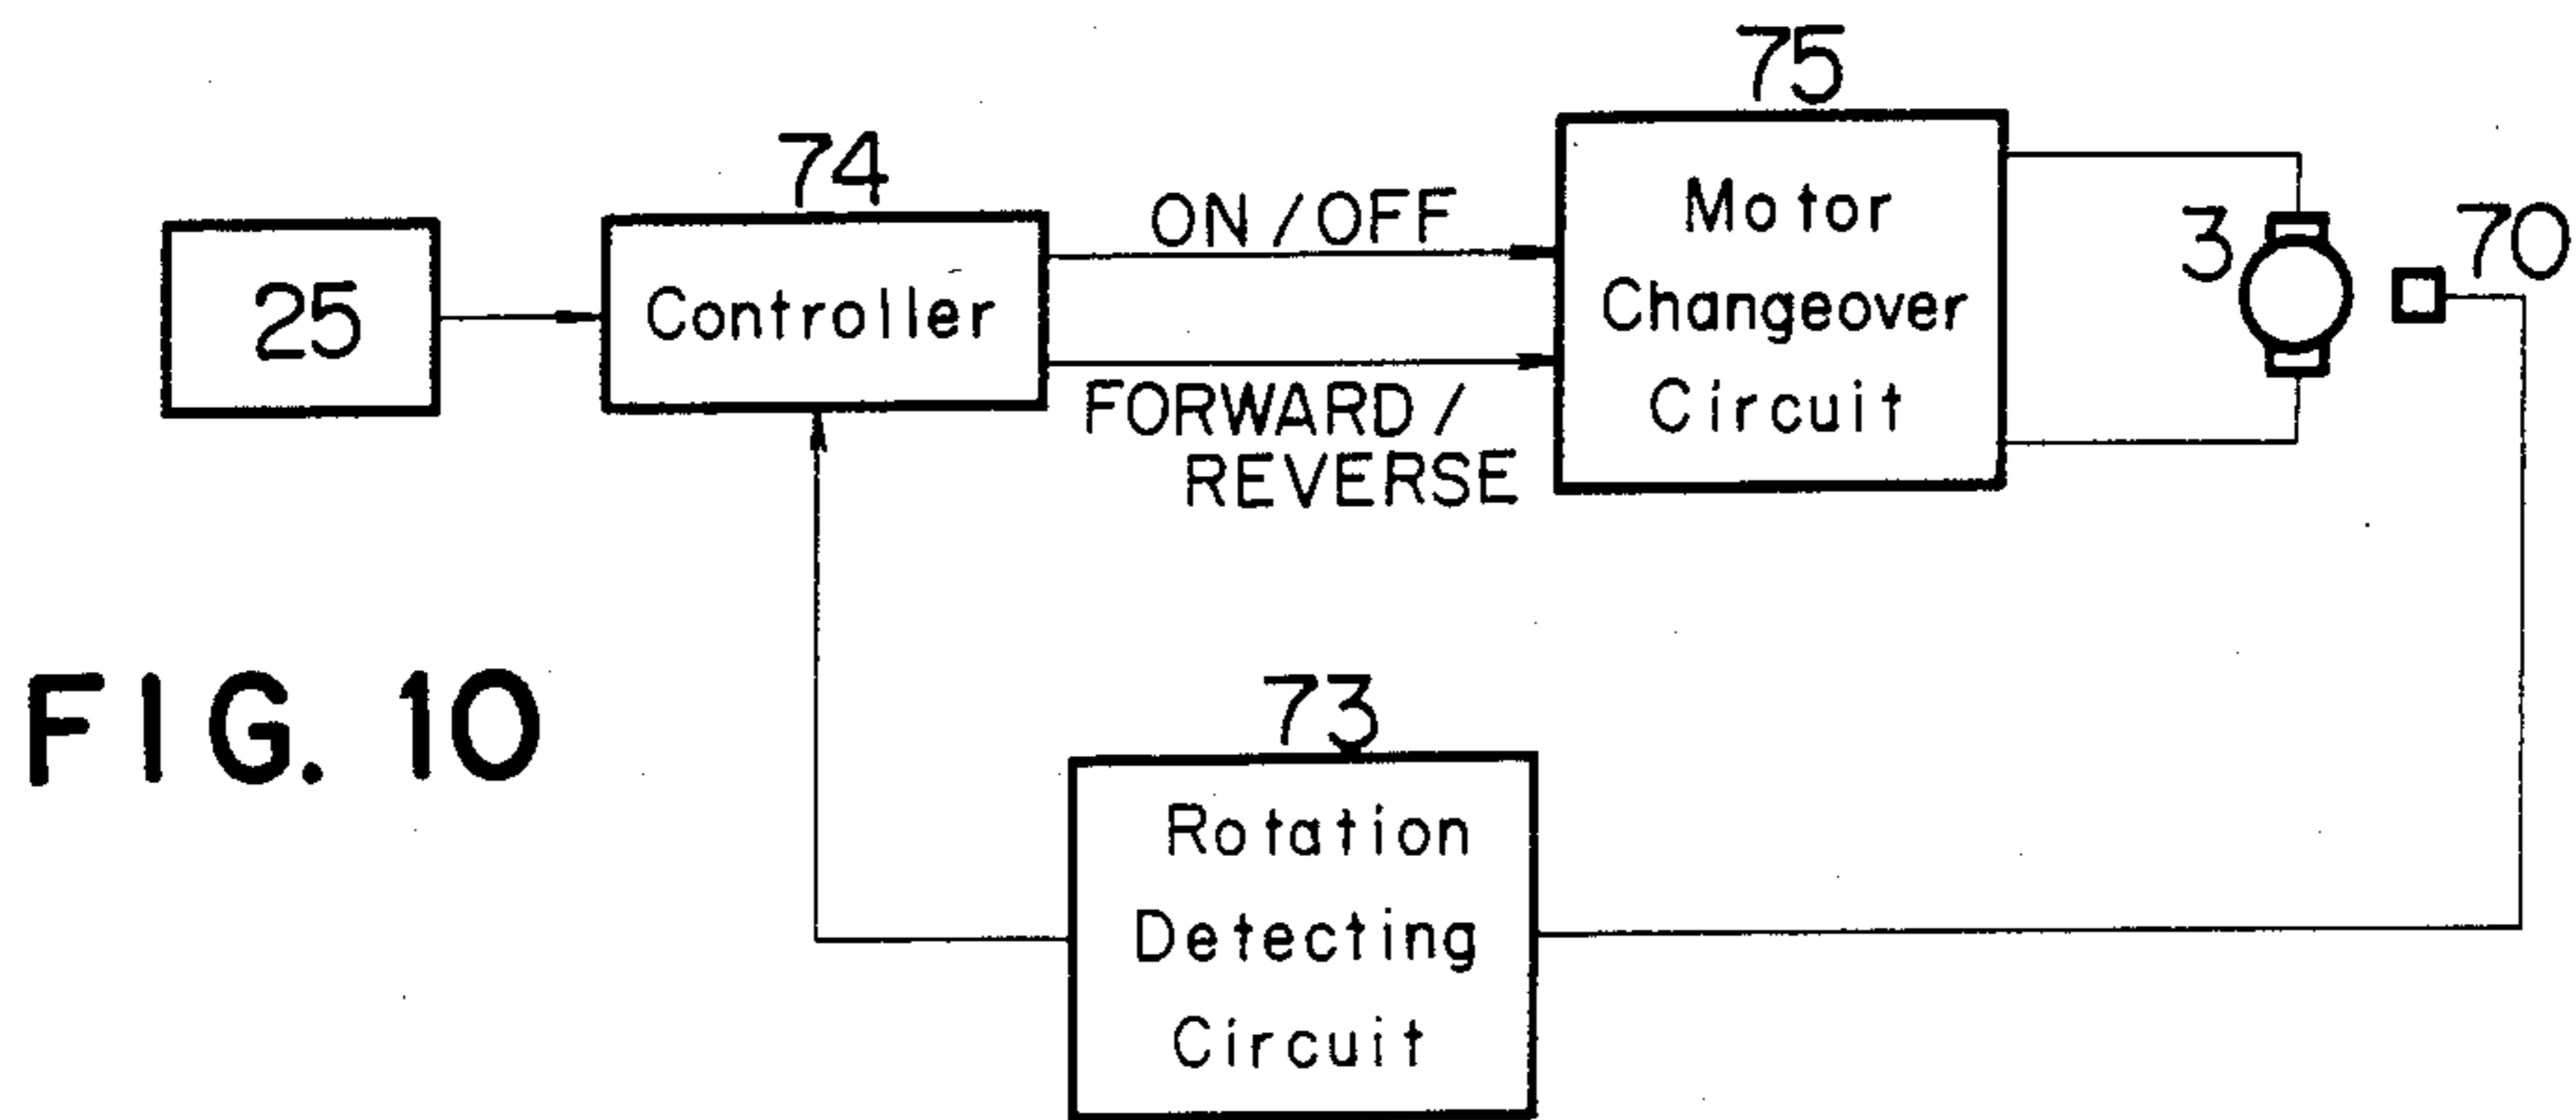 75
74
ON/OFF
Motor
Changeover
Circuit
3
70
25
Controller
FORWARD/
REVERSE
FIG. 10
73
Rotation
Detecting
Circuit